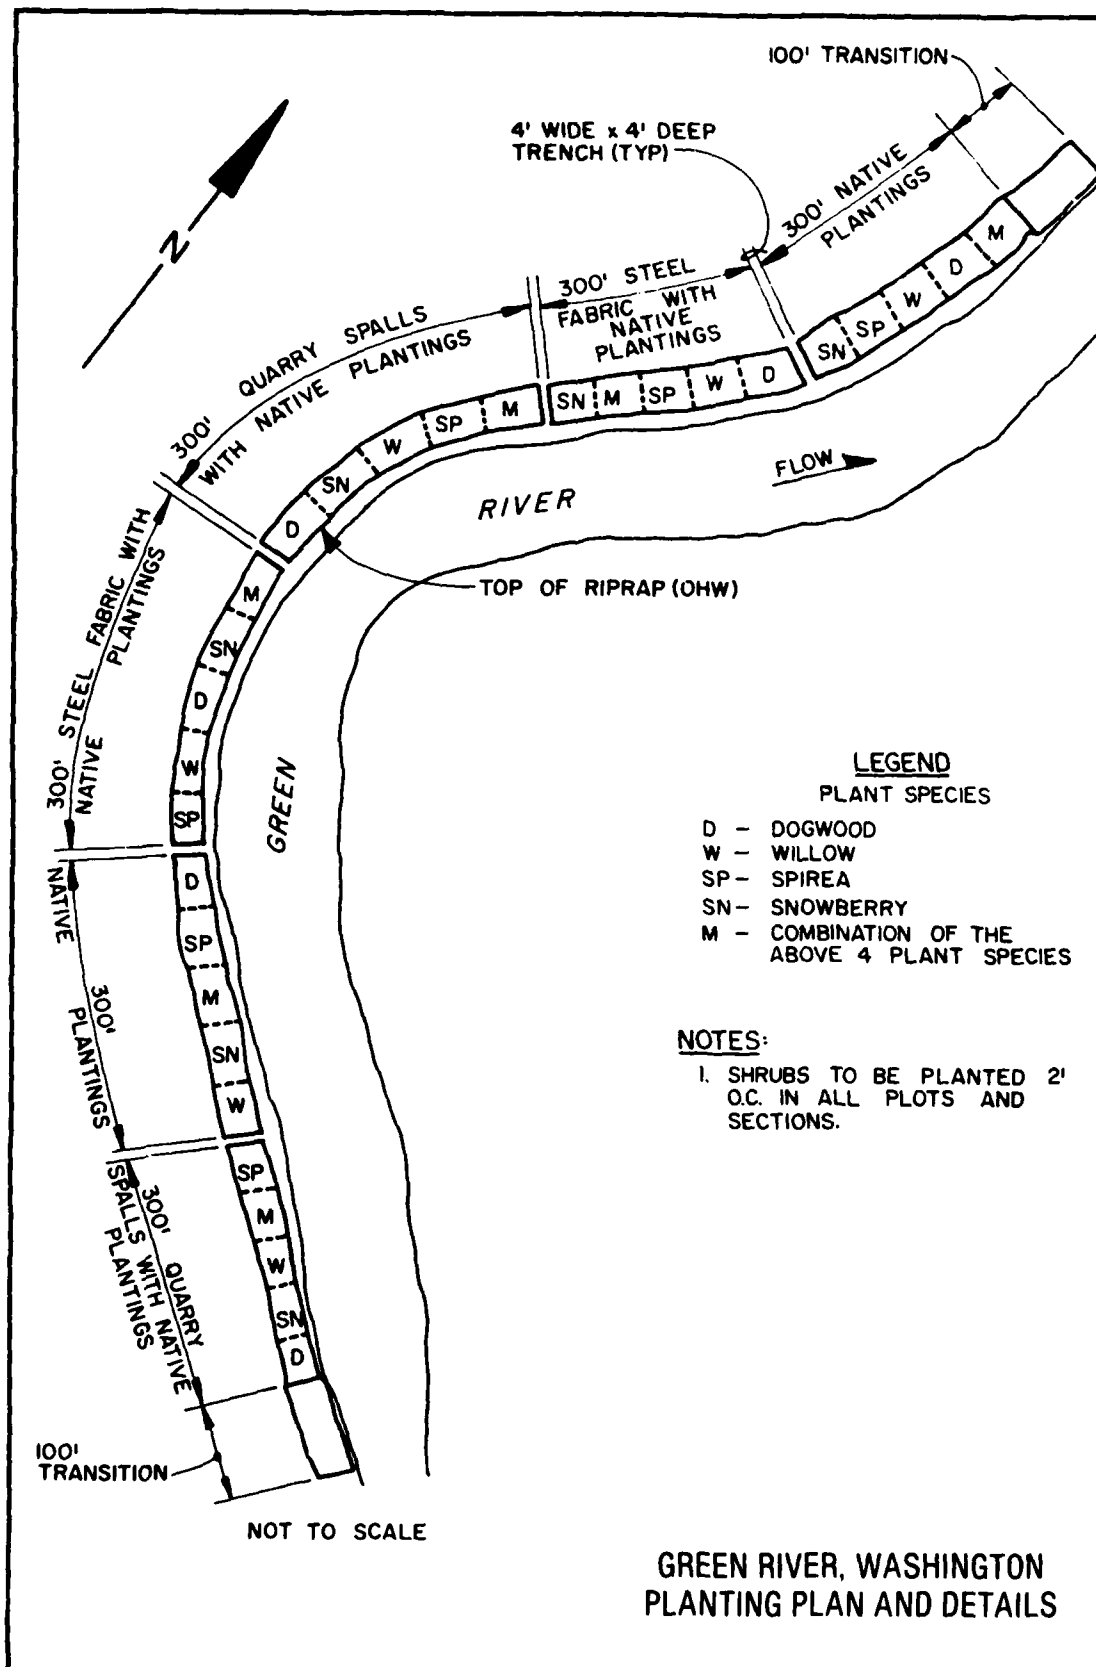 100' TRANSITION
4' WIDE x 4' DEEP
TRENCH (TYP)
300' NATIVE
PLANTINGS
N
300' STEEL
FABRIC WITH
NATIVE
PLANTINGS
300' QUARRY SPALLS
WITH NATIVE PLANTINGS
M
D
W
SP
SN
SN
M
SP
W
D
D
SN
W
SP
M
FLOW
RIVER
TOP OF RIPRAP (OHW)
300' STEEL FABRIC WITH
NATIVE PLANTINGS
M
SN
D
W
SP
GREEN
LEGEND
PLANT SPECIES
D - DOGWOOD
W - WILLOW
SP - SPIREA
SN - SNOWBERRY
M - COMBINATION OF THE
ABOVE 4 PLANT SPECIES
300' NATIVE
PLANTINGS
D
SP
M
SN
W
NOTES:
1. SHRUBS TO BE PLANTED 2'
O.C. IN ALL PLOTS AND
SECTIONS.
300' QUARRY
SPALLS WITH NATIVE
PLANTINGS
SP
M
W
SN
D
100'
TRANSITION
NOT TO SCALE
GREEN RIVER, WASHINGTON
PLANTING PLAN AND DETAILS